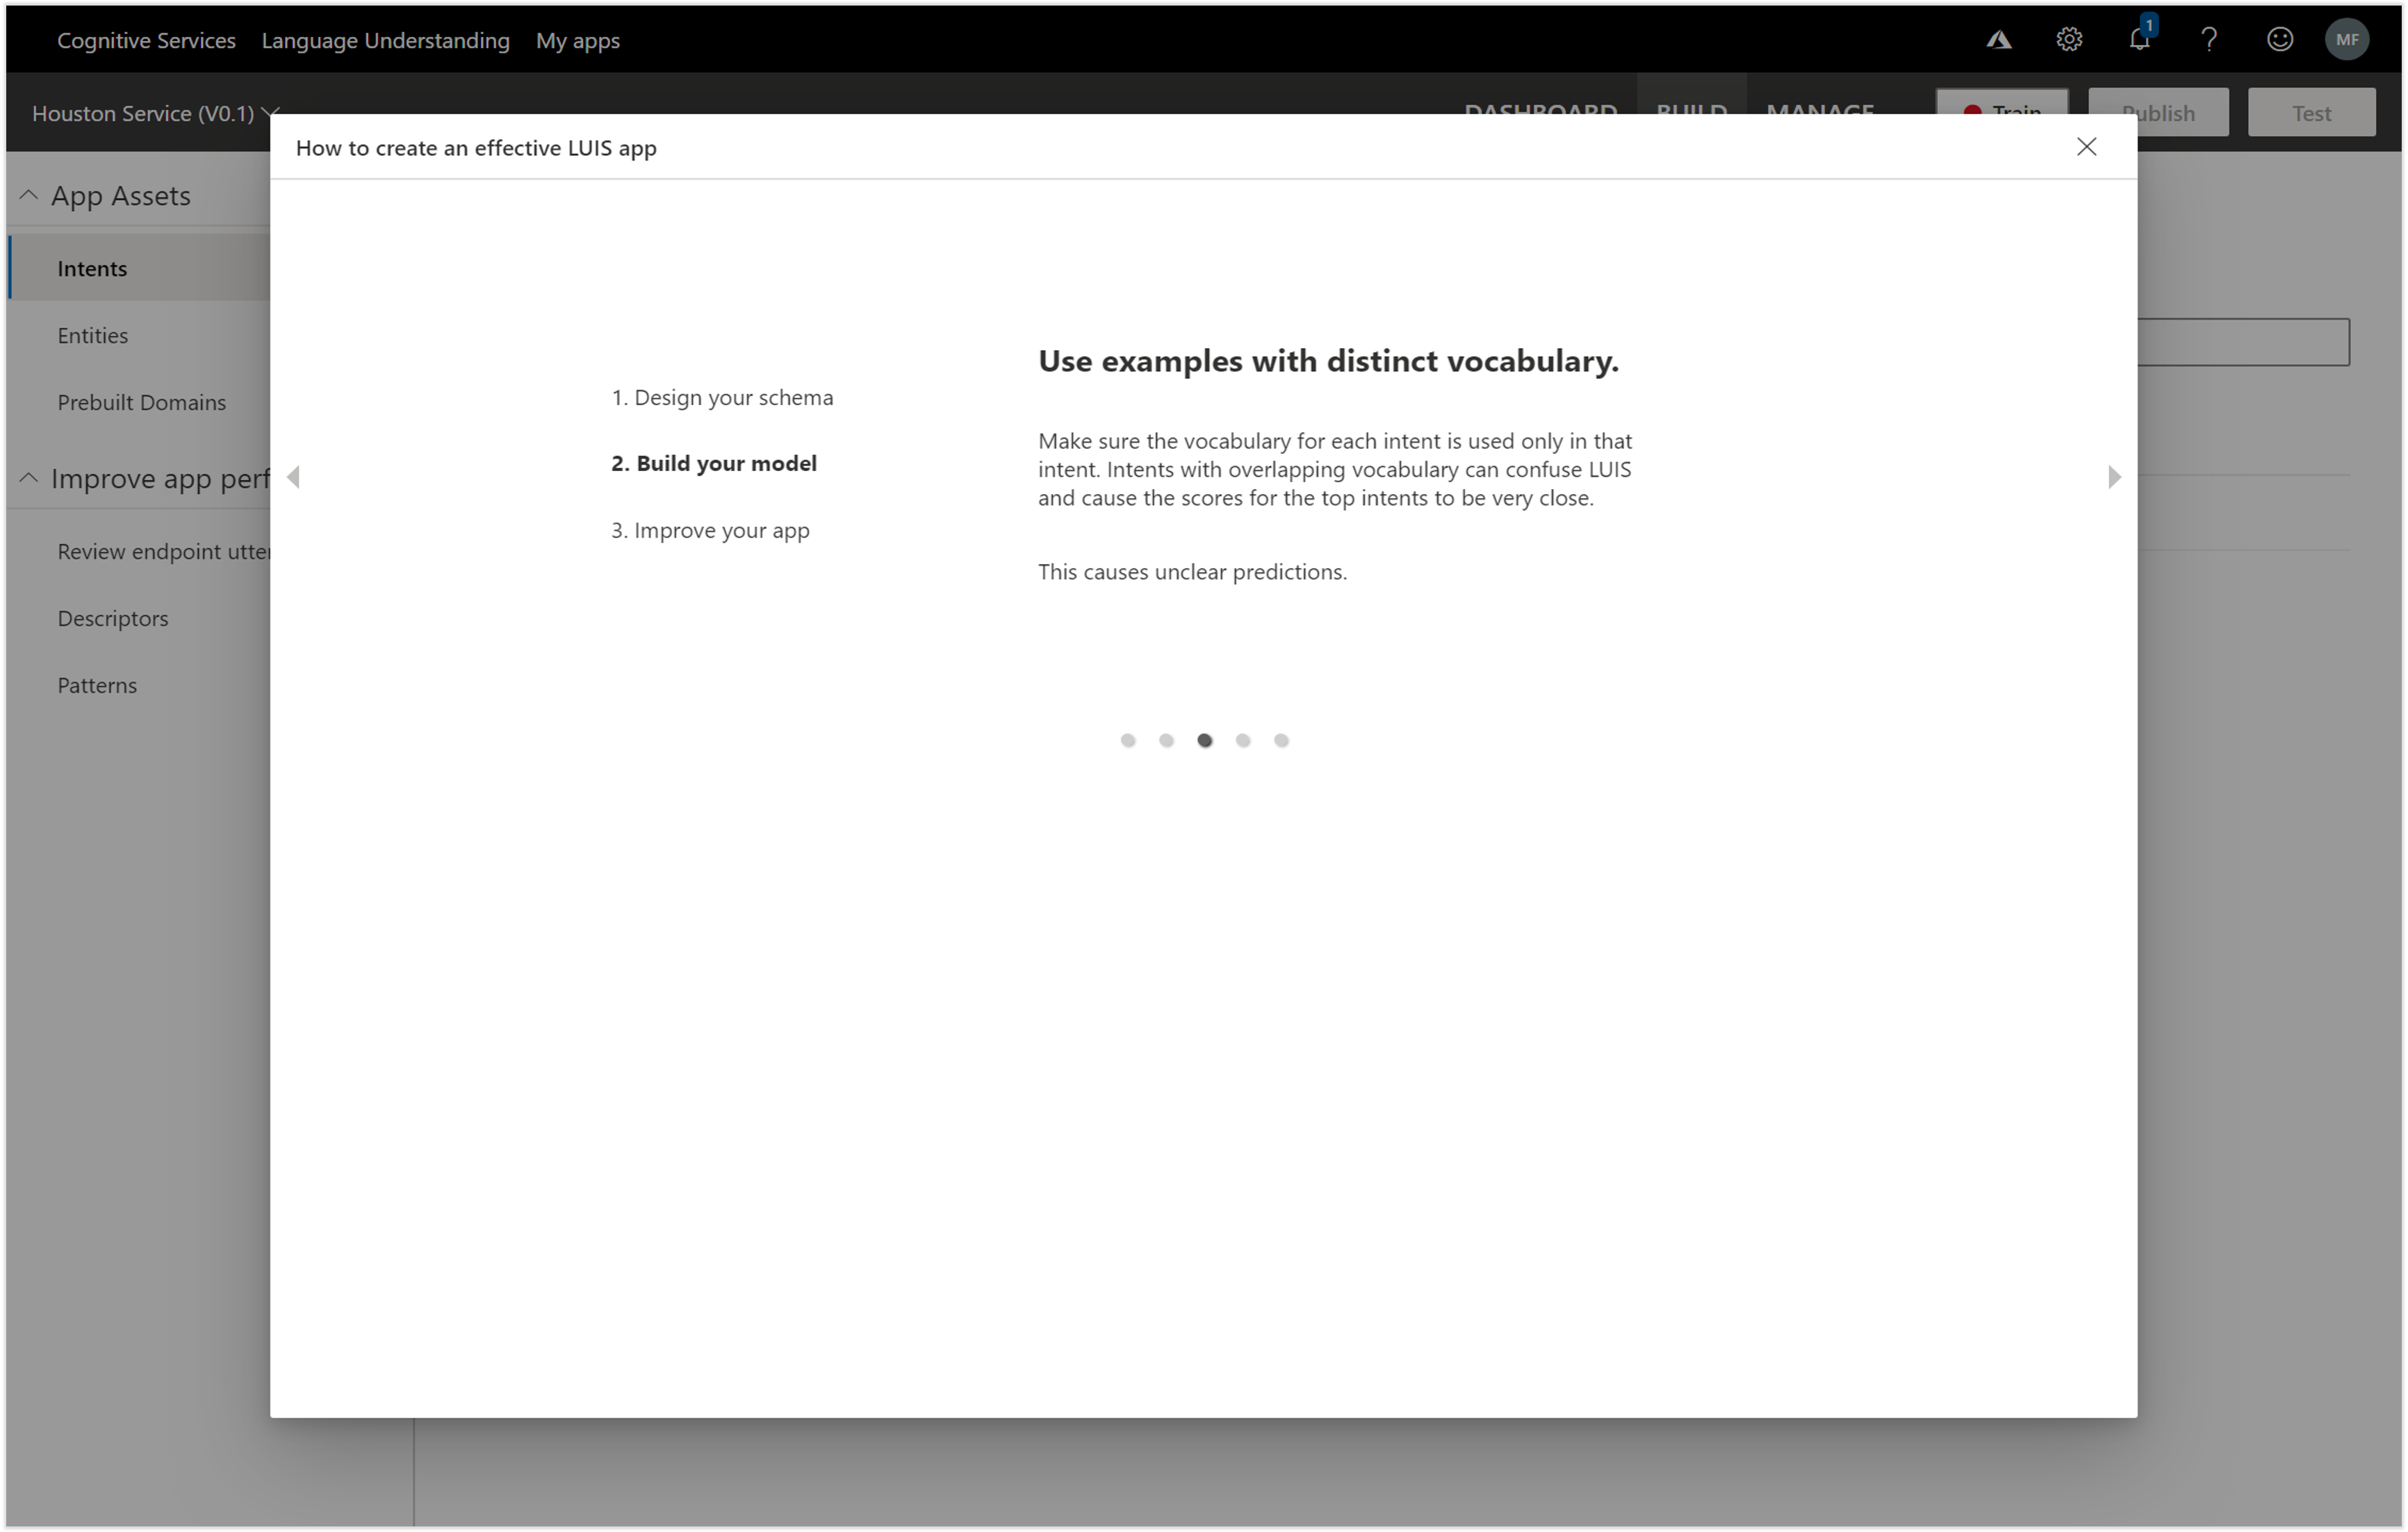 Cognitive Services Language Understanding My apps
1
?
MF
Houston Service (V0.1)
DASHBOARD BUILD MANAGE Train Publish Test
How to create an effective LUIS app
App Assets
Intents
Entities
Prebuilt Domains
Improve app perf
Review endpoint utter
Descriptors
Patterns
1. Design your schema
2. Build your model
3. Improve your app
Use examples with distinct vocabulary.
Make sure the vocabulary for each intent is used only in that
intent. Intents with overlapping vocabulary can confuse LUIS
and cause the scores for the top intents to be very close.
This causes unclear predictions.